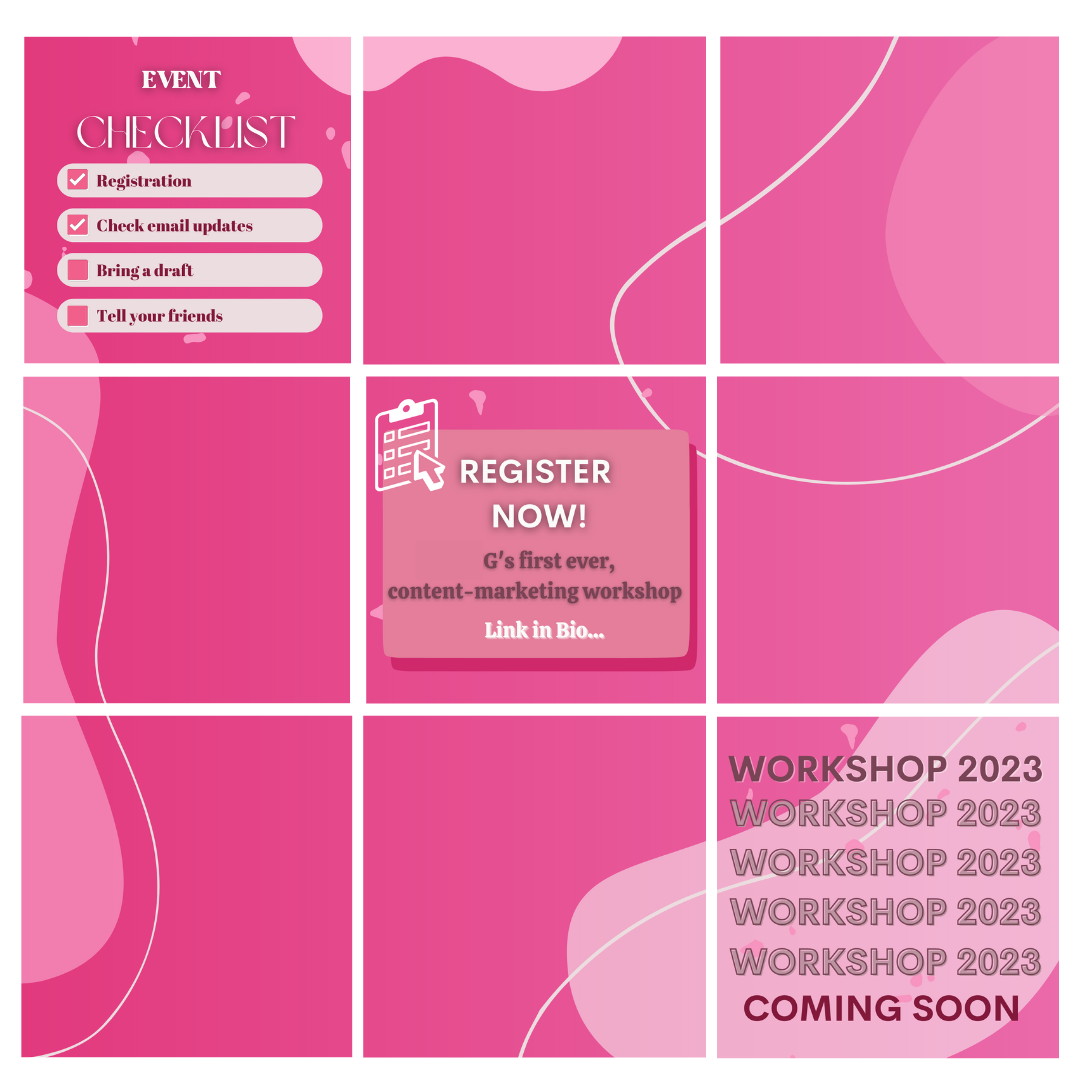 EVENT
CHECKLIST
Registration
Check email updates
Bring a draft
Tell your friends
REGISTER
NOW!
G's first ever,
content-marketing workshop
Link in Bio...
WORKSHOP 2023
WORKSHOP 2023
WORKSHOP 2023
WORKSHOP 2023
WORKSHOP 2023
COMING SOON